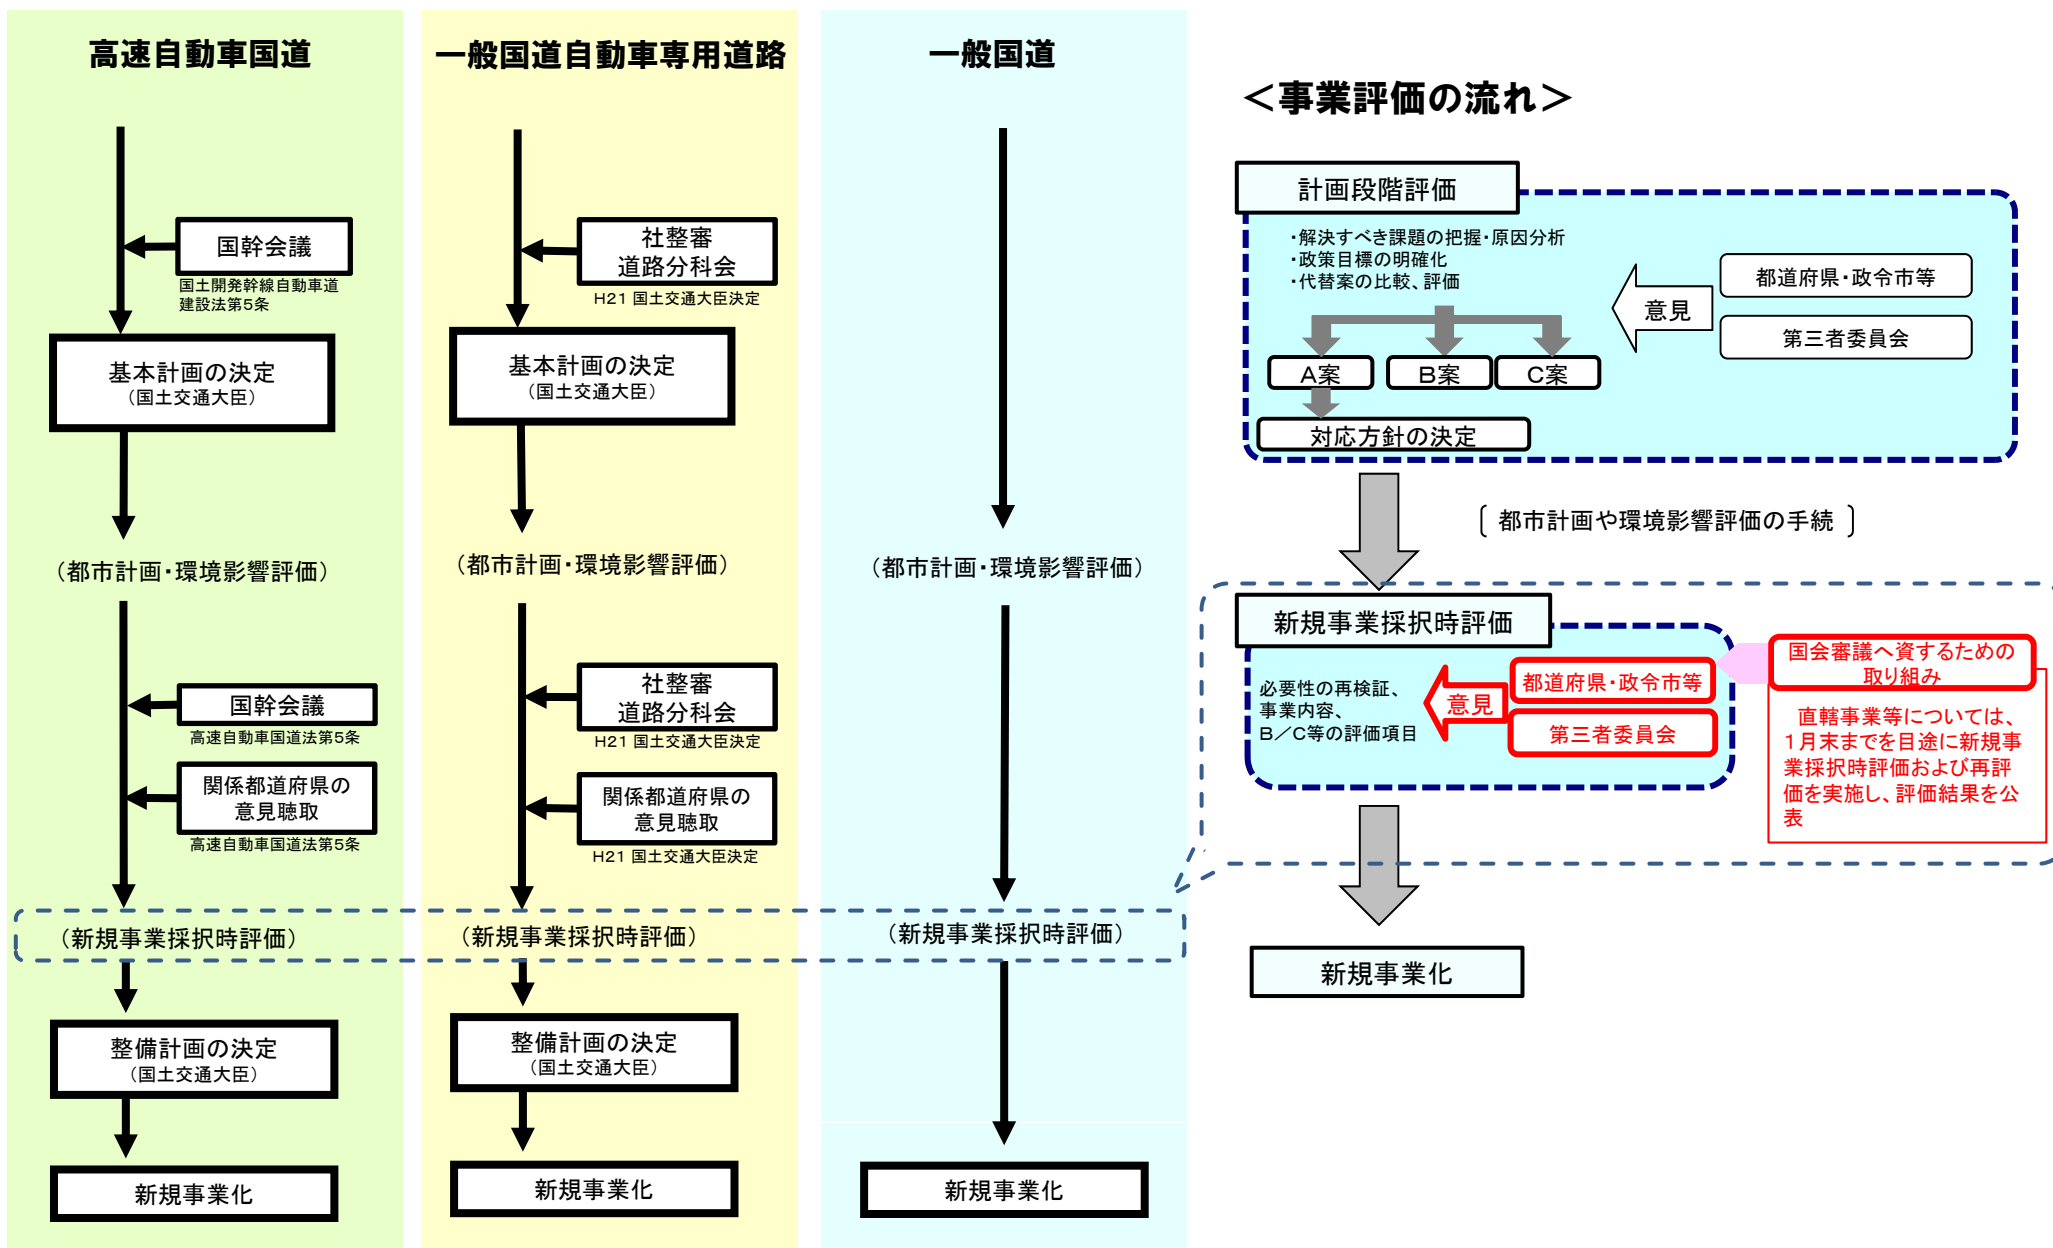 高速自動車国道
国幹会議
国土開発幹線自動車道
建設法第5条
基本計画の決定
(国土交通大臣)
(都市計画・環境影響評価)
国幹会議
高速自動車国道法第5条
関係都道府県の
意見聴取
高速自動車国道法第5条
(新規事業採択時評価)
整備計画の決定
(国土交通大臣)
新規事業化
一般国道自動車専用道路
社整審
道路分科会
H21 国土交通大臣決定
基本計画の決定
(国土交通大臣)
(都市計画・環境影響評価)
社整審
道路分科会
H21 国土交通大臣決定
関係都道府県の
意見聴取
H21 国土交通大臣決定
(新規事業採択時評価)
整備計画の決定
(国土交通大臣)
新規事業化
一般国道
(都市計画・環境影響評価)
(新規事業採択時評価)
新規事業化
<事業評価の流れ>
計画段階評価
・解決すべき課題の把握・原因分析
・政策目標の明確化
・代替案の比較、評価
A案
B案
C案
対応方針の決定
意見
都道府県・政令市等
第三者委員会
〔 都市計画や環境影響評価の手続 〕
新規事業採択時評価
必要性の再検証、
事業内容、
B/C等の評価項目
意見
都道府県・政令市等
第三者委員会
国会審議へ資するための
取り組み
直轄事業等については、
1月末までを目途に新規事
業採択時評価および再評
価を実施し、評価結果を公
表
新規事業化